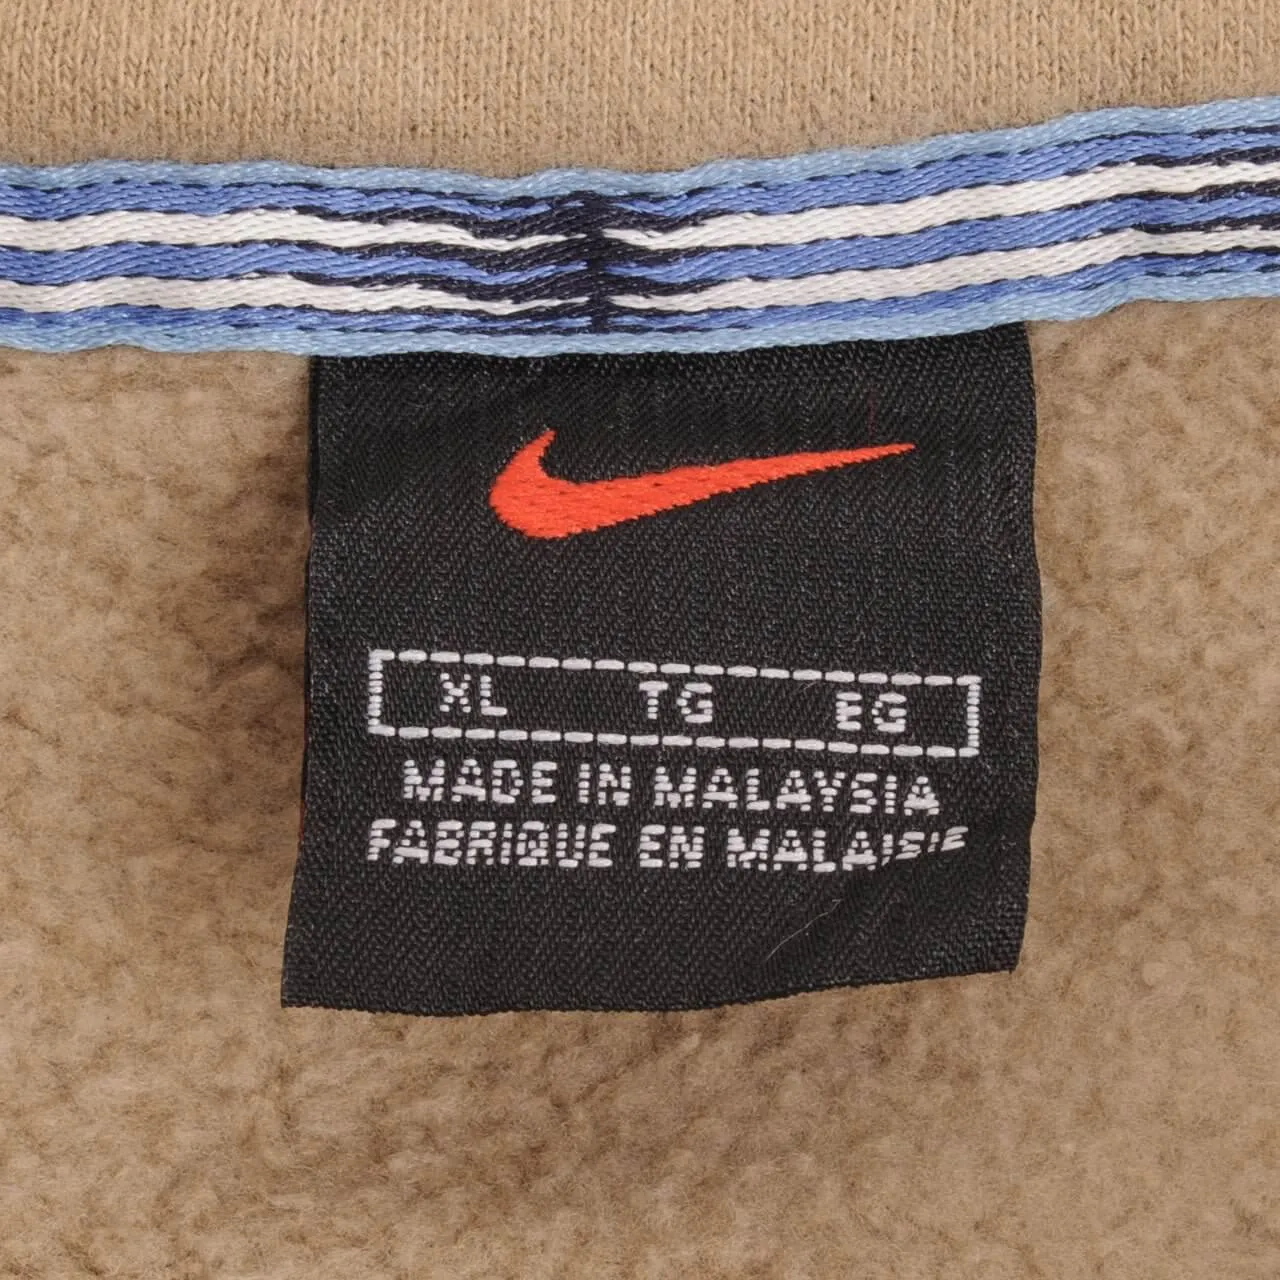 XL TG EG
MADE IN MALAYSIA
FABRIQUE EN MALAISIE